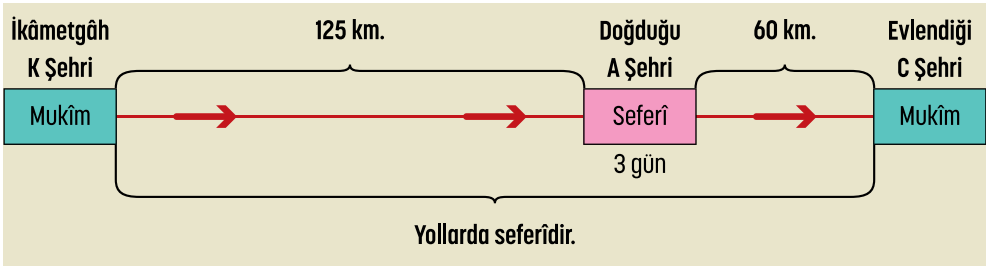 İkâmetgâh
K Şehri
125 km.
Doğduğu
A Şehri
60 km.
Evlendiği
C Şehri
Mukîm
Seferî
Mukîm
3 gün
Yollarda seferîdir.